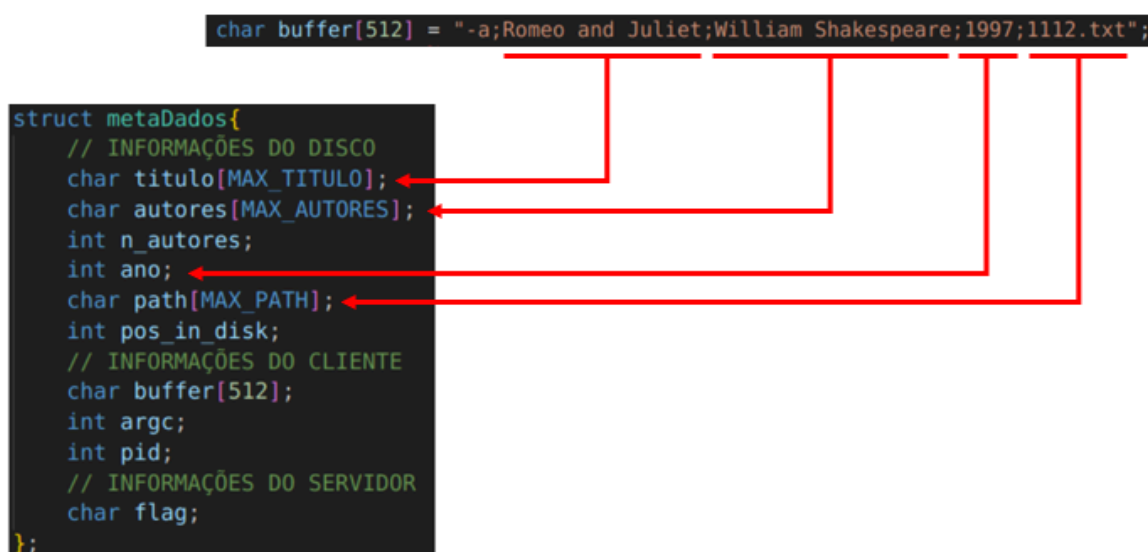 char buffer[512] = "-a;Romeo and Juliet;William Shakespeare;1997;1112.txt";
struct metaDados{
// INFORMAÇÕES DO DISCO
char titulo[MAX_TITULO];
char autores[MAX_AUTORES];
int n_autores;
int ano;
char path[MAX_PATH];
int pos_in_disk;
// INFORMAÇÕES DO CLIENTE
char buffer[512];
int argc;
int pid;
// INFORMAÇÕES DO SERVIDOR
char flag;
};